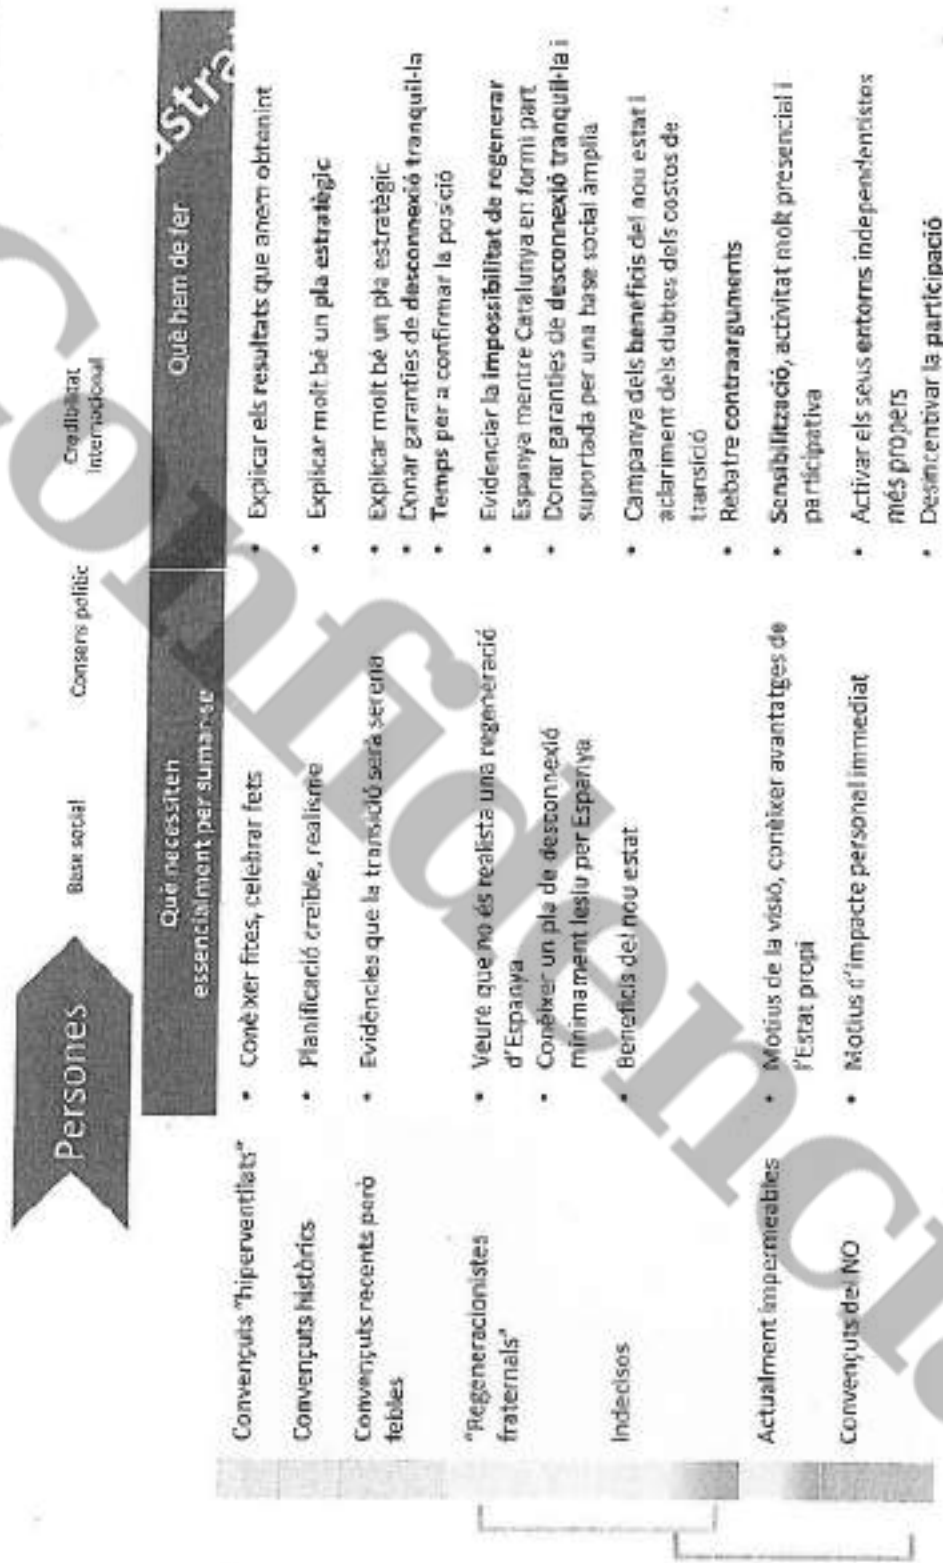 Persones
Base social
Consens polític
Credibilitat
internacional
Què necessiten
essencialment per sumar-se
Què hem de fer
Convençuts "hiperventilats"
• Conèixer fites, celebrar fets
• Explicar els resultats que anem obtenint
Convençuts històrics
• Planificació creïble, realisme
• Explicar molt bé un pla estratègic
Convençuts recents però
febles
• Evidències que la transició serà serena
• Explicar molt bé un pla estratègic
• Donar garanties de desconnexió tranquil·la
• Temps per a confirmar la posició
"Regeneracionistes
fraternals"
• Veure que no és realista una regeneració
d'Espanya
• Conèixer un pla de desconnexió
mínimament lesiu per Espanya
• Evidenciar la impossibilitat de regenerar
Espanya mentre Catalunya en formi part
• Donar garanties de desconnexió tranquil·la i
suportada per una base social àmplia
Indecisos
• Beneficis del nou estat
• Campanya dels beneficis del nou estat i
aclariment dels dubtes dels costos de
transició
• Rebatre contraarguments
Actualment impermeables
• Motius de la visió, conèixer avantatges de
l'Estat propi
• Sensibilització, activitat molt presencial i
participativa
Convençuts del NO
• Motius d'impacte personal immediat
• Activar els seus entorns independentistes
més propers
• Desincentivar la participació